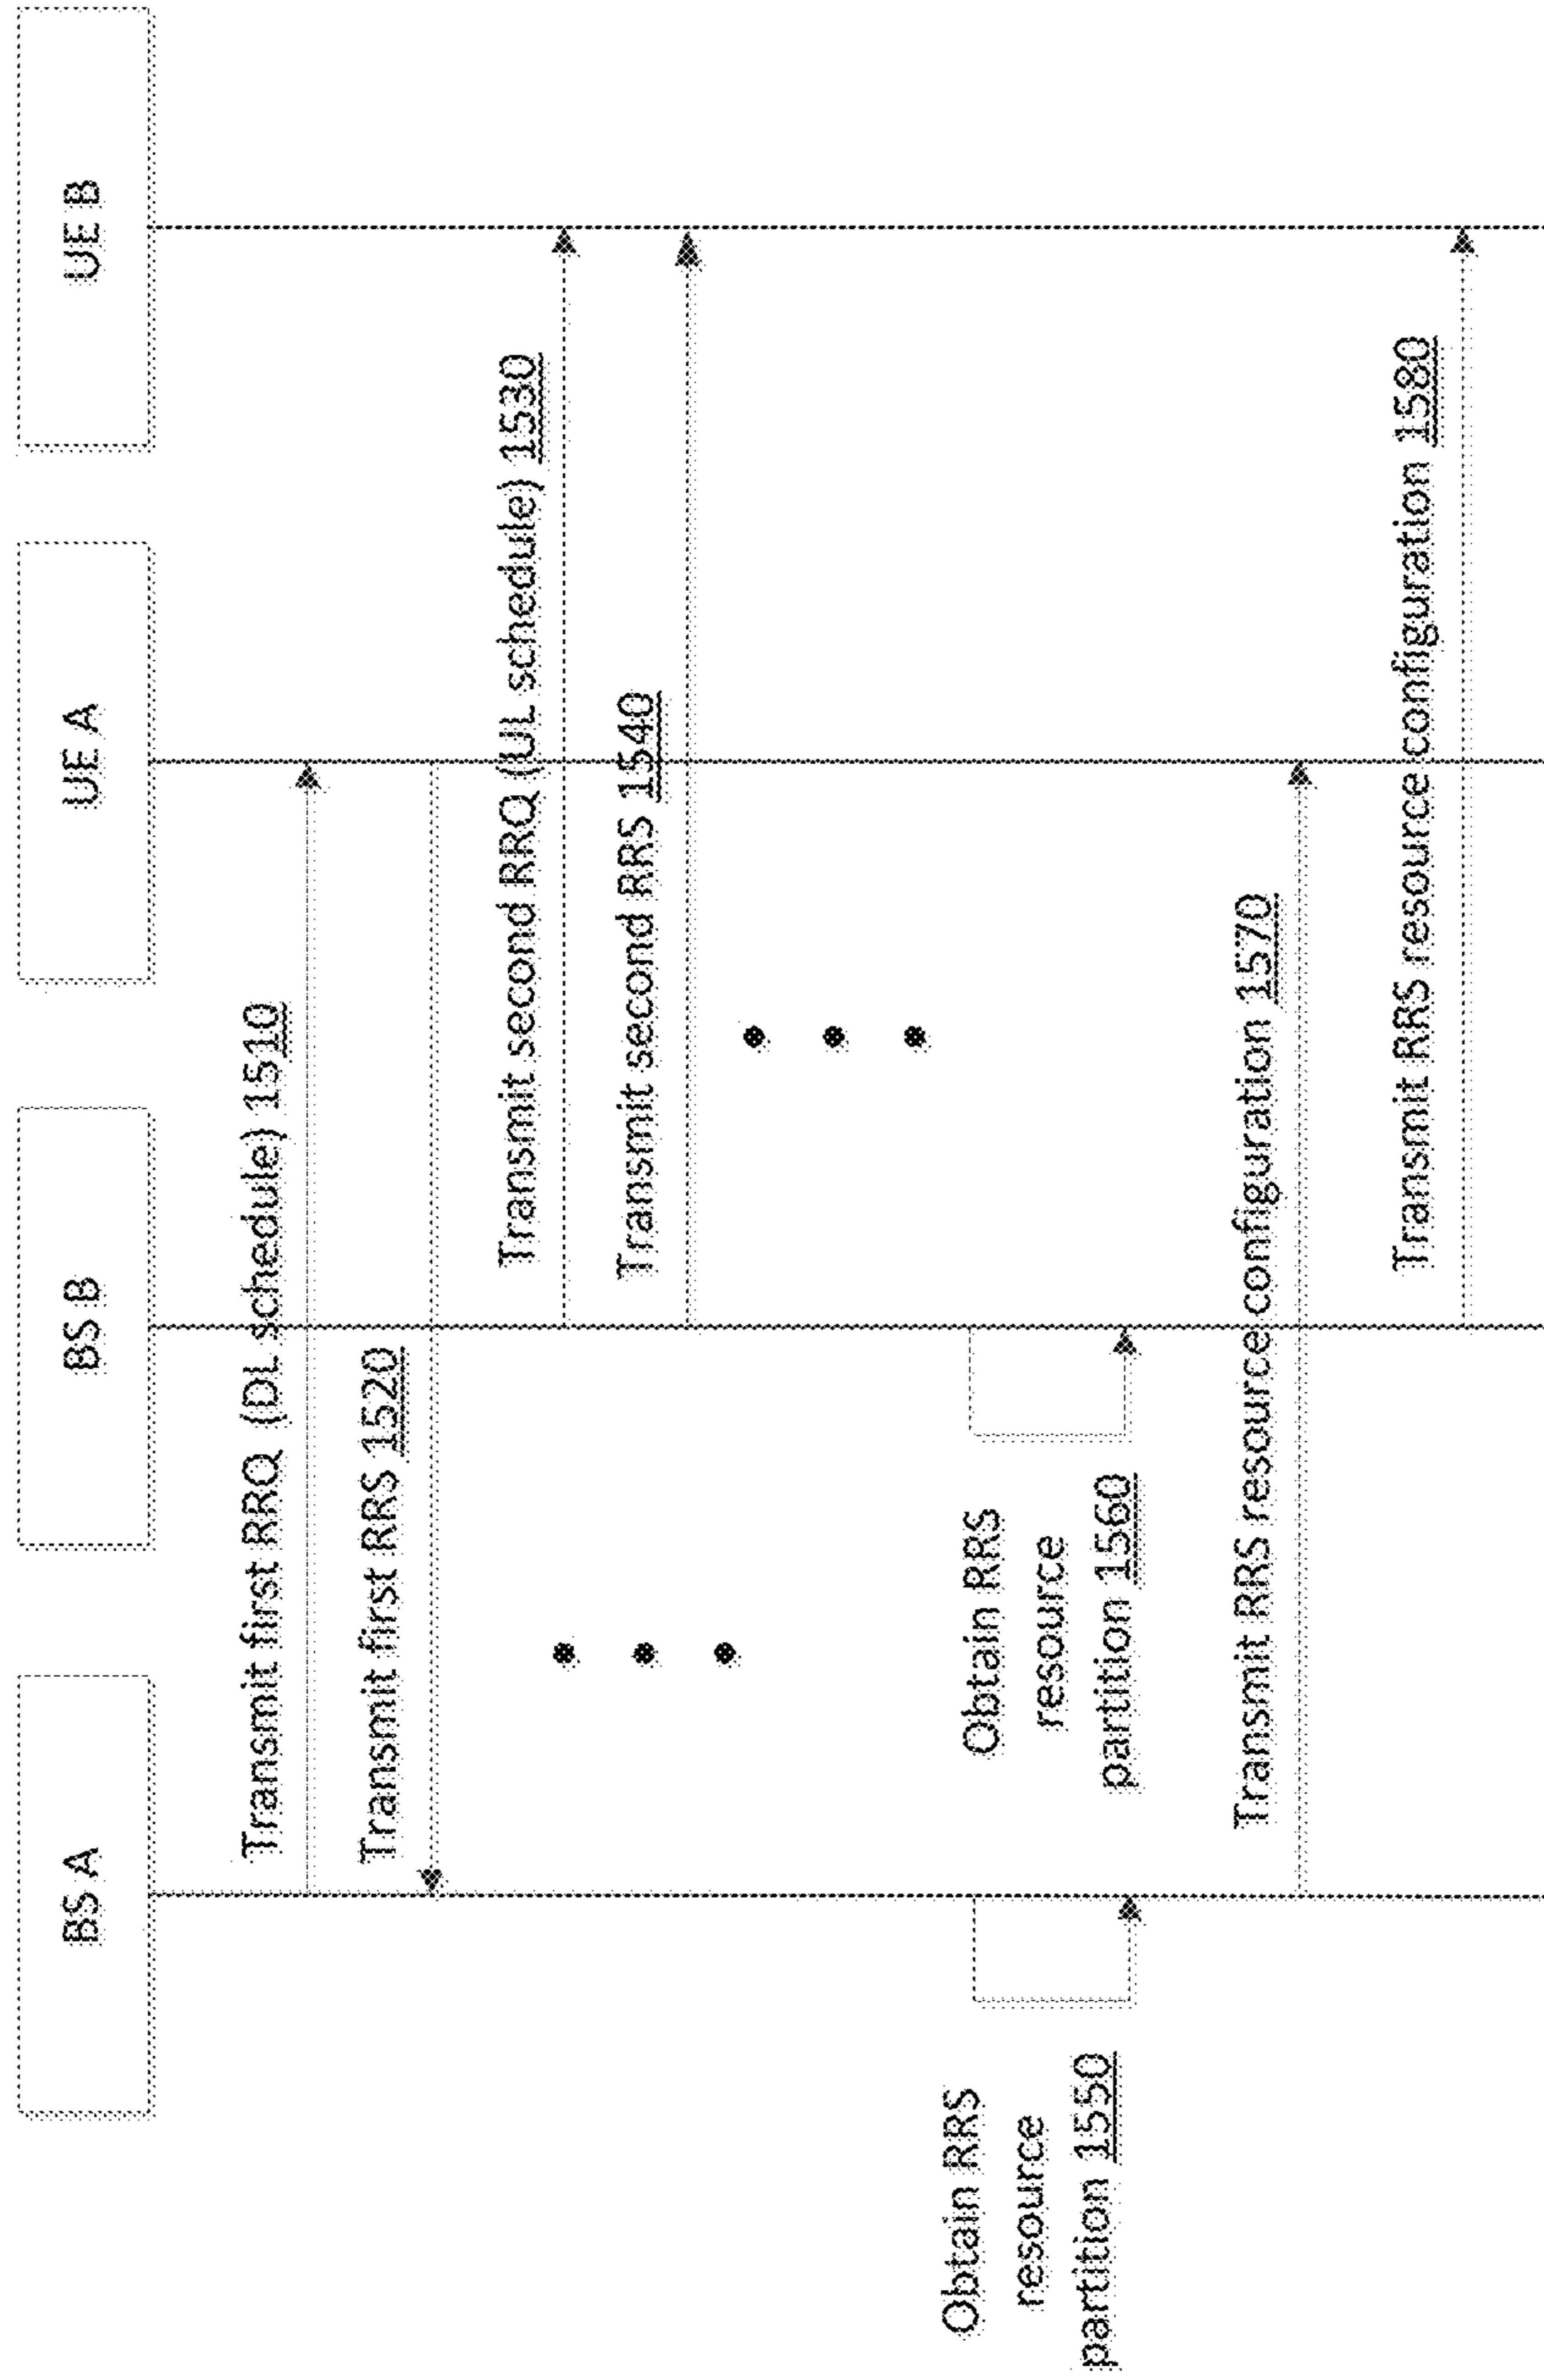 BS A
BS B
UE A
UE B
Transmit first RRQ (DL schedule) 1510
Transmit first RRS 1520
Transmit second RRQ (UL schedule) 1530
Transmit second RRS 1540
Obtain RRS
resource
partition 1550
Obtain RRS
resource
partition 1560
Transmit RRS resource configuration 1570
Transmit RRS resource configuration 1580